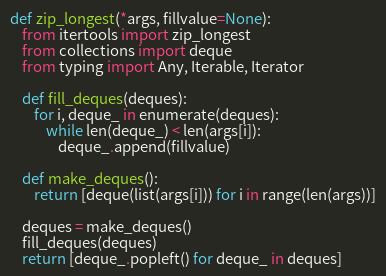 def zip_longest(*args, fillvalue=None):
from itertools import zip_longest
from collections import deque
from typing import Any, Iterable, Iterator
def fill_deques(deques):
for i, deque_ in enumerate(deques):
while len(deque_) < len(args[i]):
deque_.append(fillvalue)
def make_deques():
return [deque(list(args[i])) for i in range(len(args))]
deques = make_deques()
fill_deques(deques)
return [deque_.popleft() for deque_ in deques]